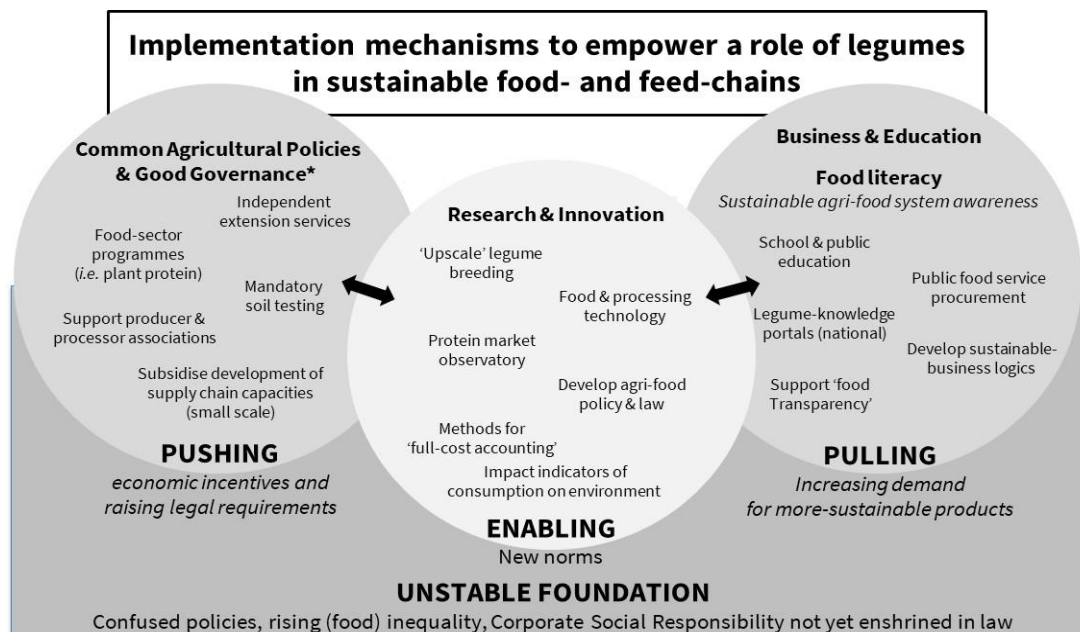 Implementation mechanisms to empower a role of legumes
in sustainable food- and feed-chains
Common Agricultural Policies
& Good Governance*
Independent
extension services
Food-sector
programmes
(i.e. plant protein)
Mandatory
soil testing
Support producer &
processor associations
Subsidise development of
supply chain capacities
(small scale)
PUSHING
economic incentives and
raising legal requirements
Research & Innovation
‘Upscale’ legume
breeding
Food & processing
technology
Protein market
observatory
Develop agri-food
policy & law
Methods for
‘full-cost accounting’
Impact indicators of
consumption on environment
ENABLING
New norms
Business & Education
Food literacy
Sustainable agri-food system awareness
School & public
education
Public food service
procurement
Legume-knowledge
portals (national)
Develop sustainable-
business logics
Support ‘food
Transparency’
PULLING
Increasing demand
for more-sustainable products
UNSTABLE FOUNDATION
Confused policies, rising (food) inequality, Corporate Social Responsibility not yet enshrined in law